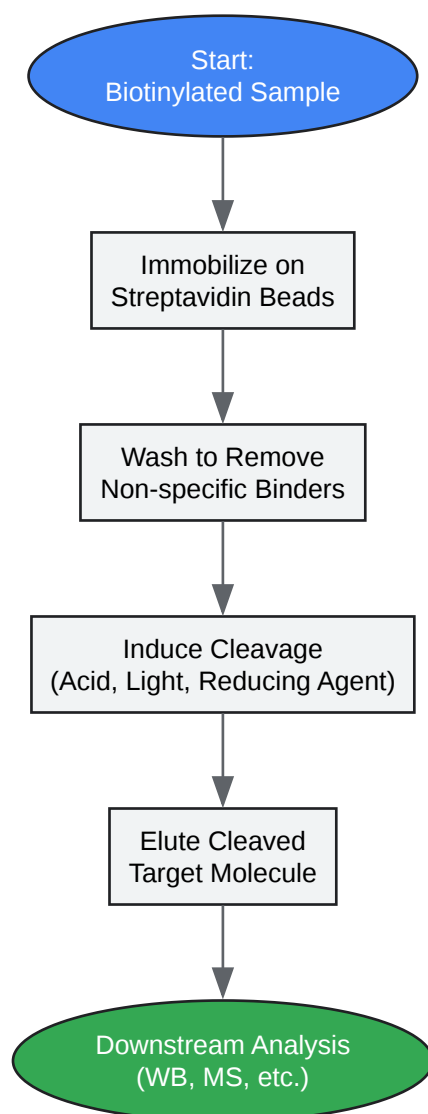 Start:
Biotinylated Sample
Immobilize on
Streptavidin Beads
Wash to Remove
Non-specific Binders
Induce Cleavage
(Acid, Light, Reducing Agent)
Elute Cleaved
Target Molecule
Downstream Analysis
(WB, MS, etc.)